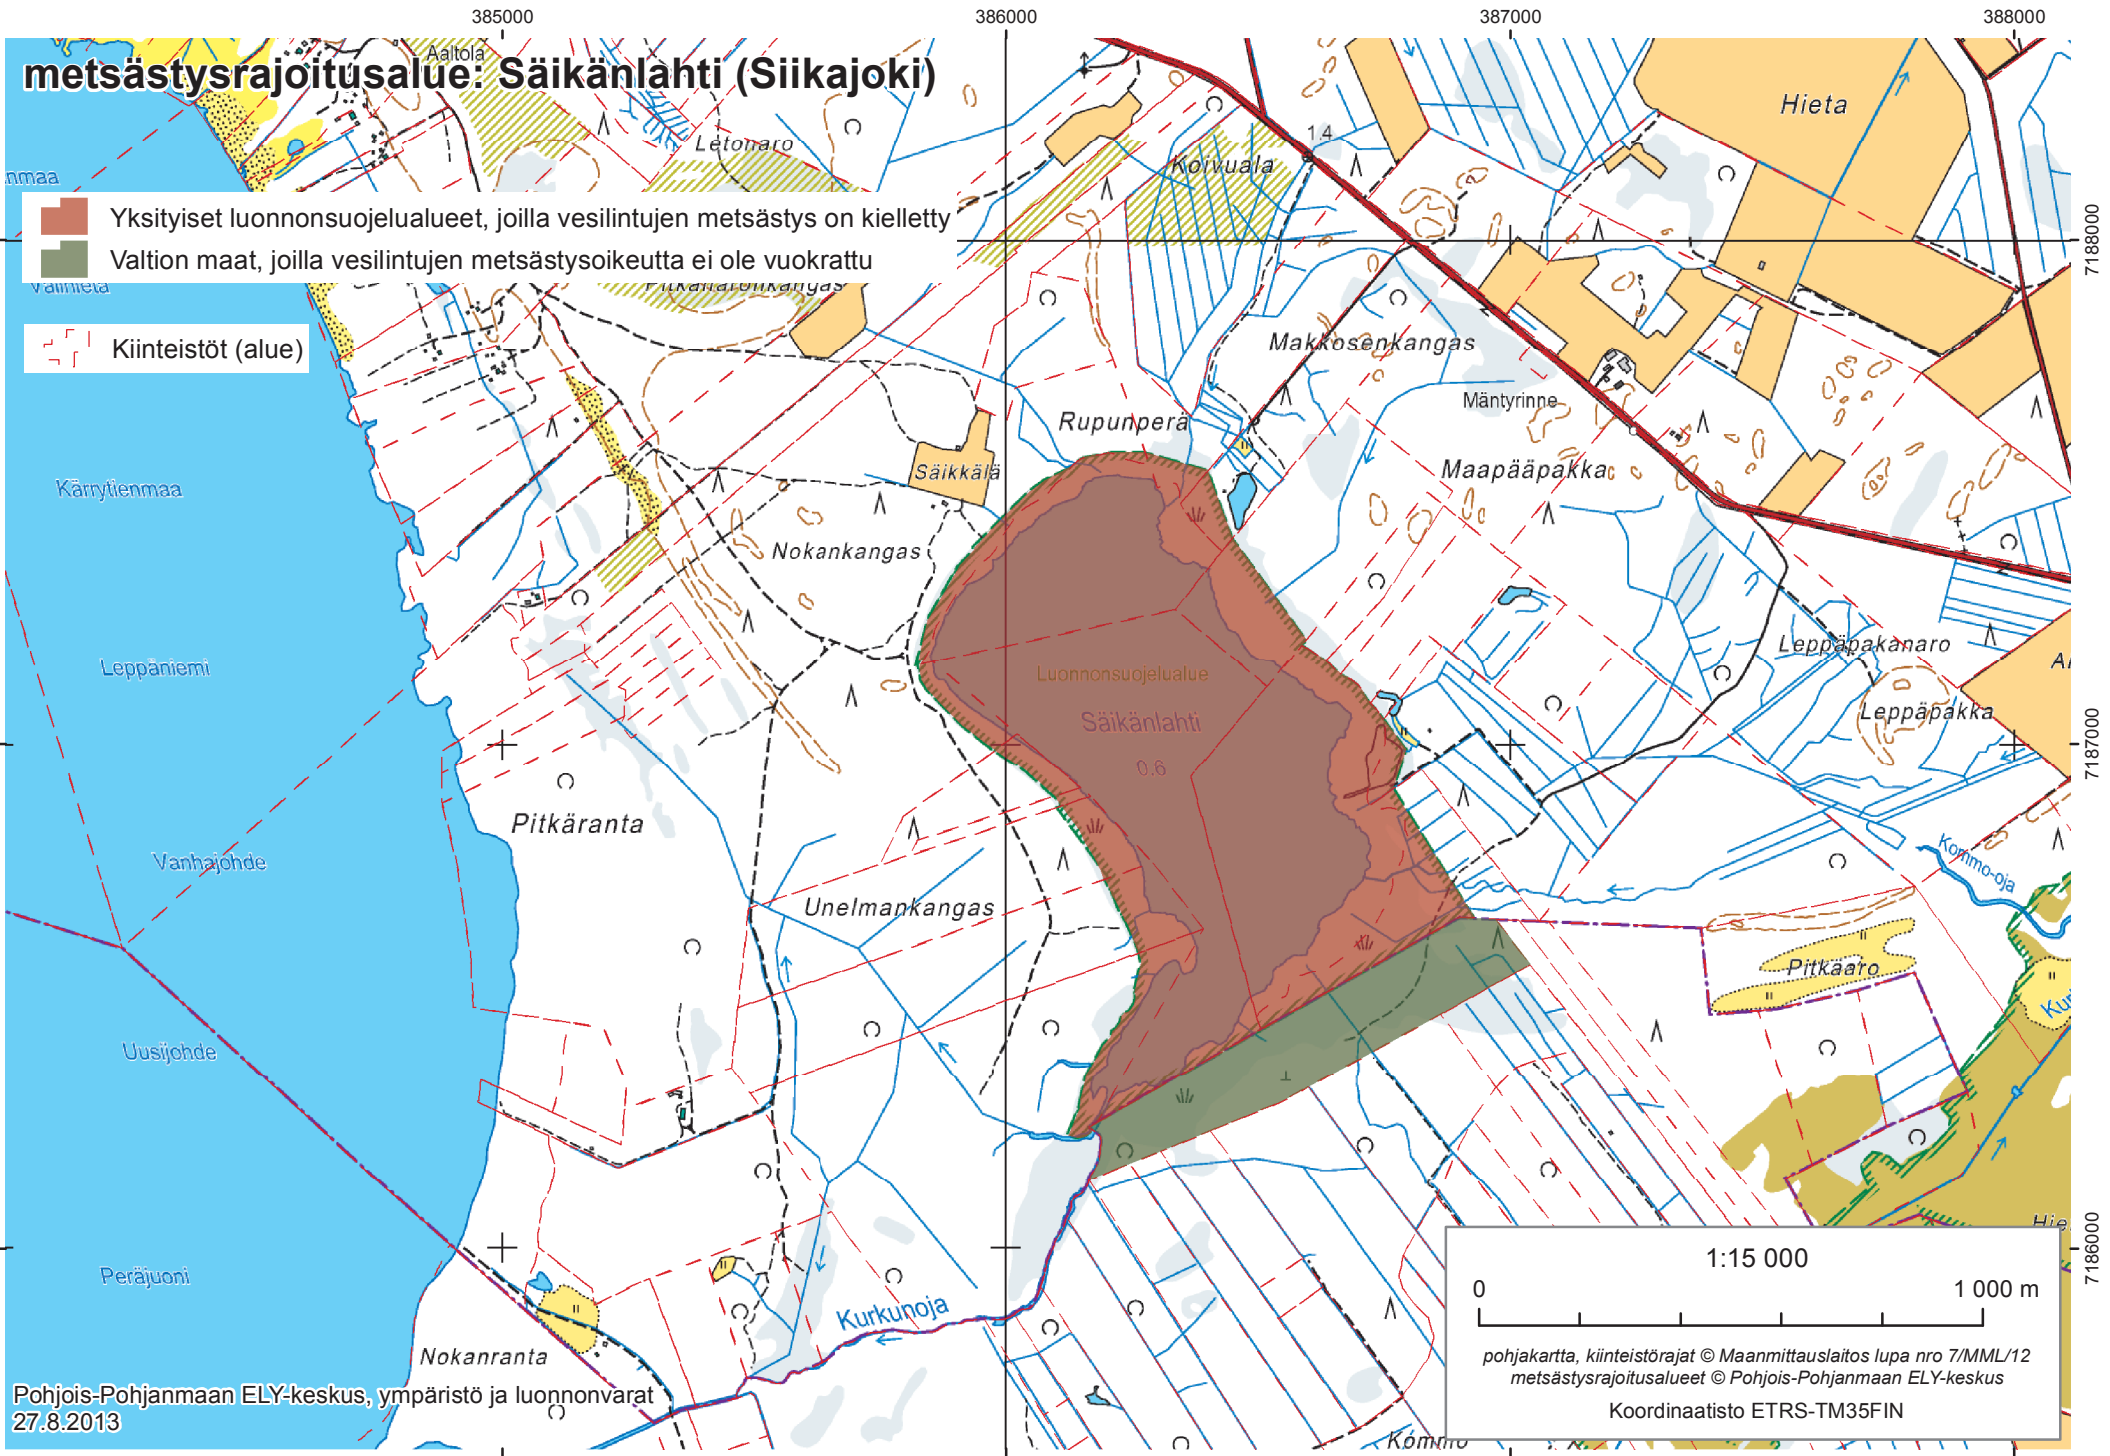 385000
386000
387000
388000
Aaltola
metsästysrajoitusalue: Säikänlahti (Siikajoki)
Hieta
1.4
Letonaro
Koivuala
Yksityiset luonnonsuojelualueet, joilla vesilintujen metsästys on kielletty
Valtion maat, joilla vesilintujen metsästysoikeutta ei ole vuokrattu
7188000
Välihieta
Pitkänaronkangas
Kiinteistöt (alue)
Makkosenkangas
Mäntyrinne
Rupunperä
Säikkälä
Maapääpakka
Kärrytienmaa
Nokankangas
Leppäpakanaro
Leppäniemi
Luonnonsuojelualue
Leppäpakka
Säikänlahti
0.6
7187000
Pitkäranta
Vanhajohde
Kommo-oja
Unelmankangas
Pitkäaro
Uusijohde
7186000
Peräjuoni
Kurkunoja
Nokanranta
1:15 000
0
1 000 m
pohjakartta, kiinteistörajat © Maanmittauslaitos lupa nro 7/MML/12
metsästysrajoitusalueet © Pohjois-Pohjanmaan ELY-keskus
Koordinaatisto ETRS-TM35FIN
Pohjois-Pohjanmaan ELY-keskus, ympäristö ja luonnonvarat
27.8.2013
Kommo